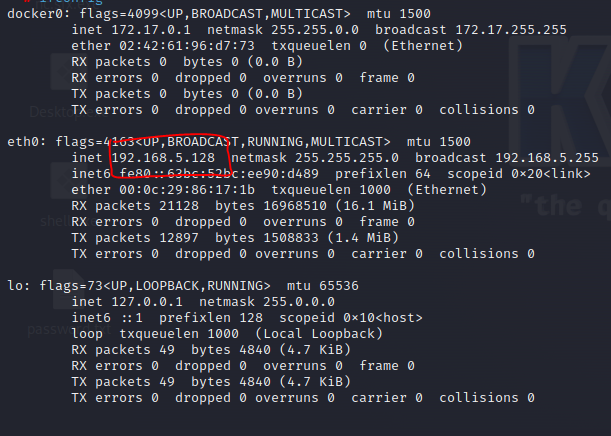 # ifconfig
docker0: flags=4099<UP,BROADCAST,MULTICAST>  mtu 1500
inet 172.17.0.1  netmask 255.255.0.0  broadcast 172.17.255.255
ether 02:42:61:96:d7:73  txqueuelen 0  (Ethernet)
RX packets 0  bytes 0 (0.0 B)
RX errors 0  dropped 0  overruns 0  frame 0
TX packets 0  bytes 0 (0.0 B)
TX errors 0  dropped 0 overruns 0  carrier 0  collisions 0
eth0: flags=4163<UP,BROADCAST,RUNNING,MULTICAST>  mtu 1500
inet 192.168.5.128  netmask 255.255.255.0  broadcast 192.168.5.255
inet6 fe80::63bc:52bc:ee90:d489  prefixlen 64  scopeid 0×20<link>
ether 00:0c:29:86:17:1b  txqueuelen 1000  (Ethernet)
RX packets 21128  bytes 16968510 (16.1 MiB)
RX errors 0  dropped 0  overruns 0  frame 0
TX packets 12897  bytes 1508833 (1.4 MiB)
TX errors 0  dropped 0 overruns 0  carrier 0  collisions 0
lo: flags=73<UP,LOOPBACK,RUNNING>  mtu 65536
inet 127.0.0.1  netmask 255.0.0.0
inet6 ::1  prefixlen 128  scopeid 0×10<host>
loop  txqueuelen 1000  (Local Loopback)
RX packets 49  bytes 4840 (4.7 KiB)
RX errors 0  dropped 0  overruns 0  frame 0
TX packets 49  bytes 4840 (4.7 KiB)
TX errors 0  dropped 0 overruns 0  carrier 0  collisions 0
"the q